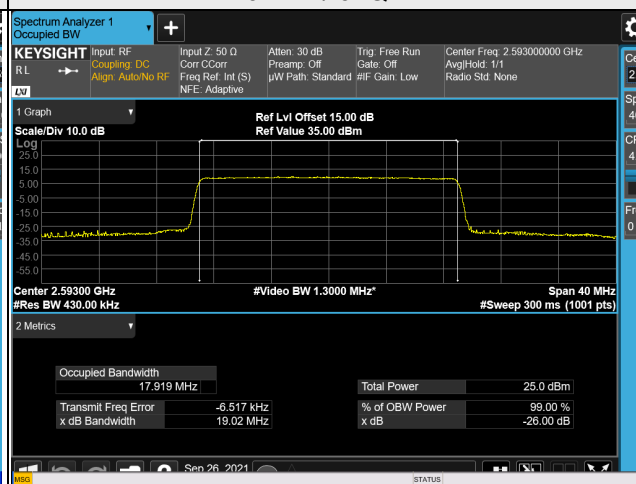 Spectrum Analyzer 1
Occupied BW
KEYSIGHT
R L
LXI
Input: RF
Coupling: DC
Align: Auto/No RF
Input Z: 50 Ω
Corr CCorr
Freq Ref: Int (S)
NFE: Adaptive
Atten: 30 dB
Preamp: Off
µW Path: Standard
Trig: Free Run
Gate: Off
#IF Gain: Low
Center Freq: 2.593000000 GHz
Avg|Hold: 1/1
Radio Std: None
1 Graph
Scale/Div 10.0 dB
Ref Lvl Offset 15.00 dB
Ref Value 35.00 dBm
Log
25.0
15.0
5.00
-5.00
-15.0
-25.0
-35.0
-45.0
-55.0
Center 2.59300 GHz
#Res BW 430.00 kHz
#Video BW 1.3000 MHz*
Span 40 MHz
#Sweep 300 ms (1001 pts)
2 Metrics
Occupied Bandwidth
17.919 MHz
Total Power 25.0 dBm
Transmit Freq Error -6.517 kHz
% of OBW Power 99.00 %
x dB Bandwidth 19.02 MHz
x dB -26.00 dB
Sep 26, 2021
MSG
STATUS